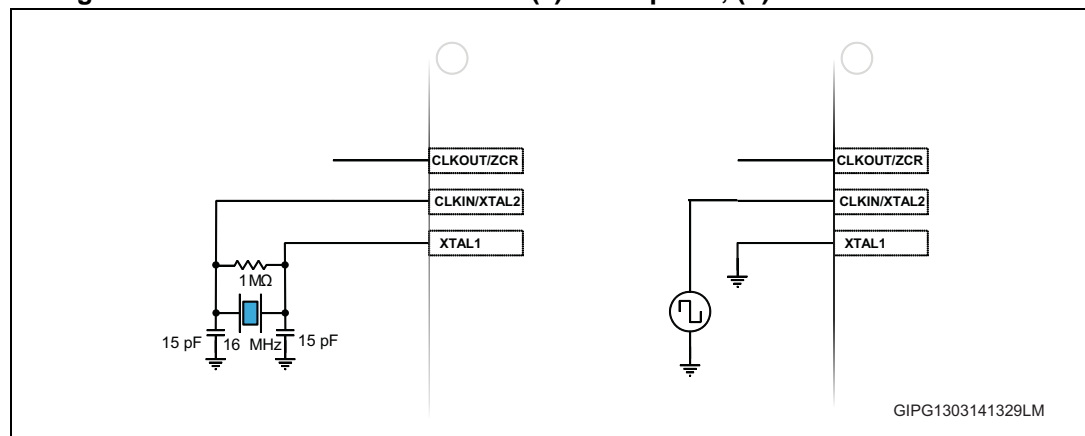 CLKOUT/ZCR
CLKIN/XTAL2
XTAL1
1MΩ
15 pF
16 MHz
15 pF
CLKOUT/ZCR
CLKIN/XTAL2
XTAL1
GIPG1303141329LM